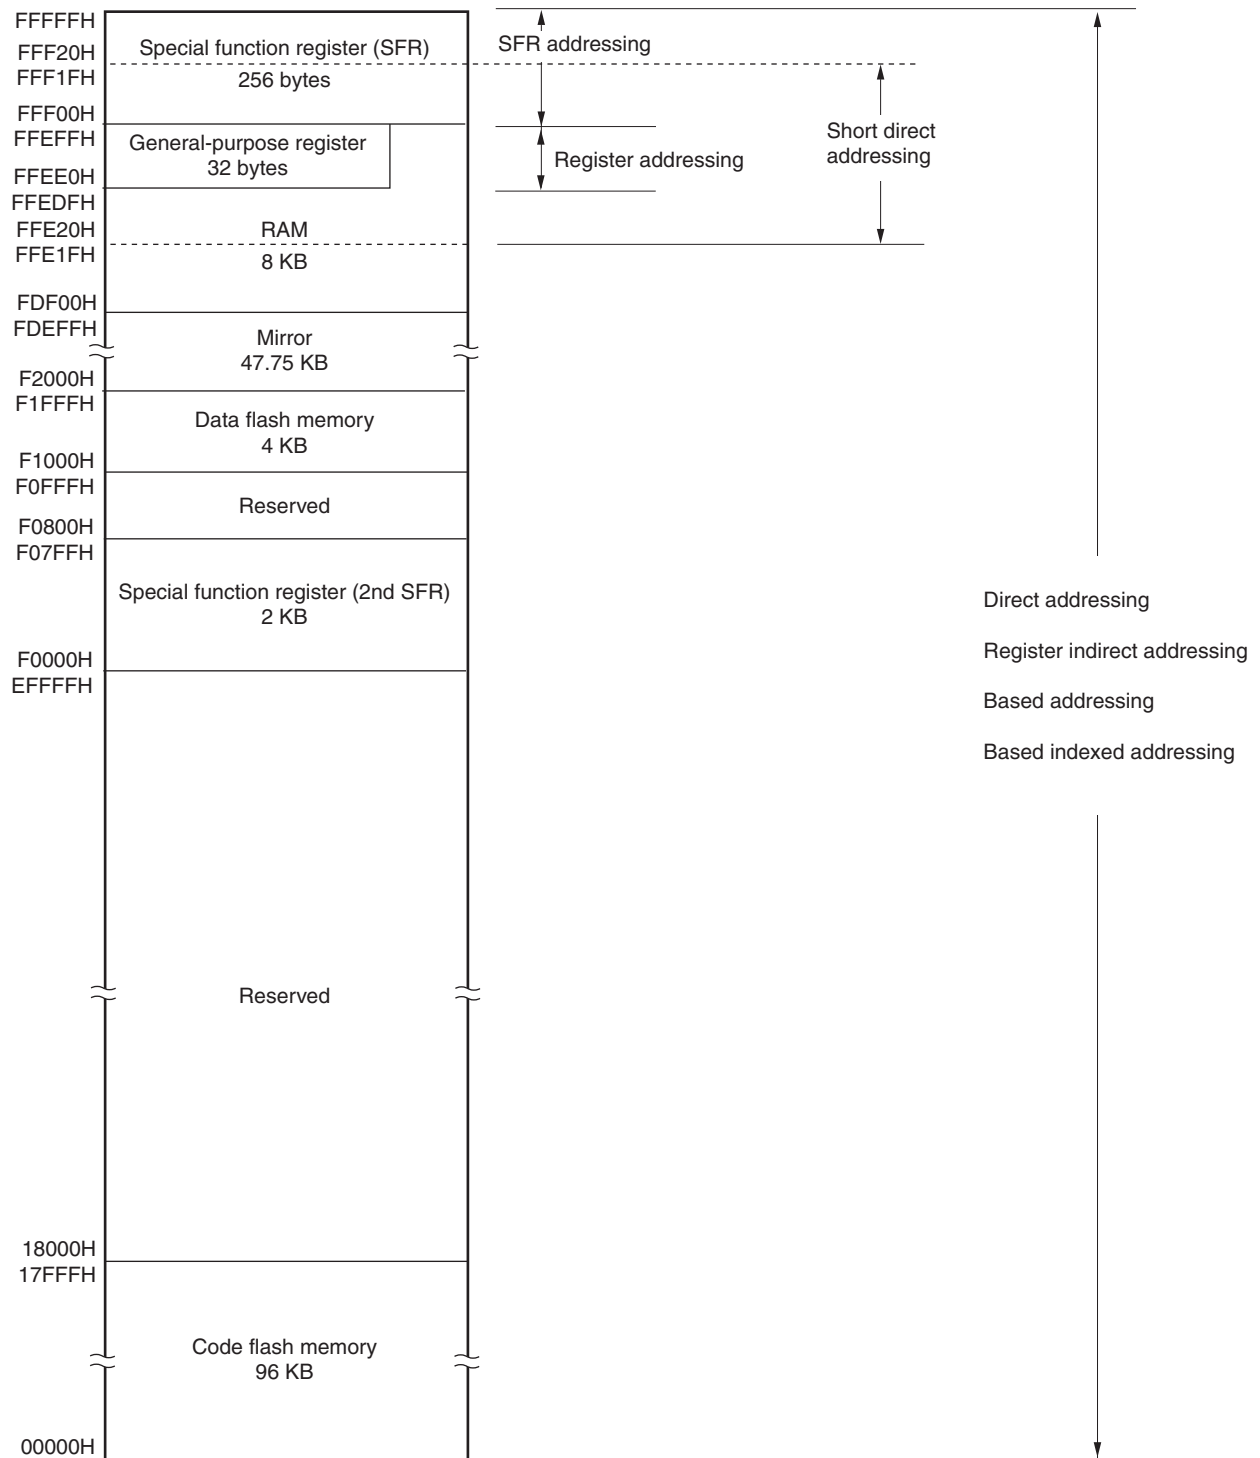 FFFFFH
FFF20H
FFF1FH
FFF00H
FFEFFH
FFEE0H
FFEDFH
FFE20H
FFE1FH
FDF00H
FDEFFH
F2000H
F1FFFH
F1000H
F0FFFH
F0800H
F07FFH
F0000H
EFFFFH
18000H
17FFFH
00000H
Special function register (SFR)
256 bytes
General-purpose register
32 bytes
RAM
8 KB
Mirror
47.75 KB
Data flash memory
4 KB
Reserved
Special function register (2nd SFR)
2 KB
Reserved
Code flash memory
96 KB
SFR addressing
Register addressing
Short direct
addressing
Direct addressing
Register indirect addressing
Based addressing
Based indexed addressing